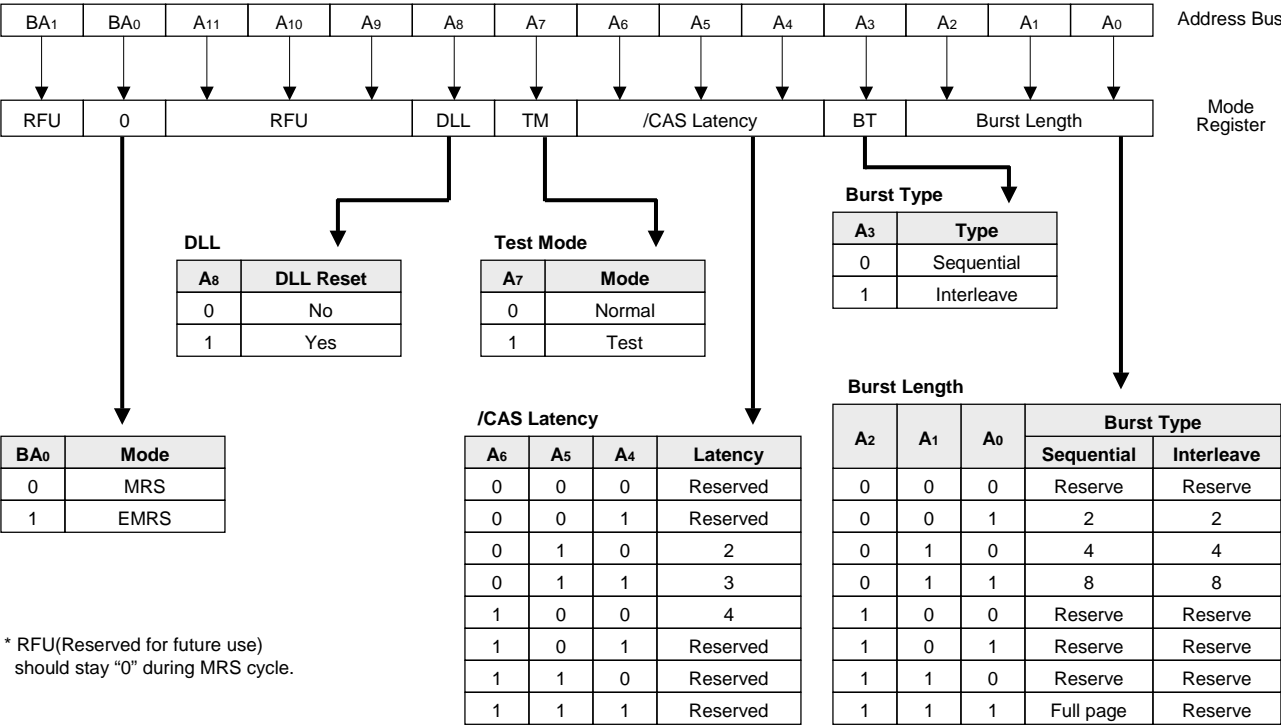 BA1 BA0 A11 A10 A9 A8 A7 A6 A5 A4 A3 A2 A1 A0 Address Bus
RFU 0 RFU DLL TM /CAS Latency BT Burst Length Mode Register
Burst Type
A3 Type
0 Sequential
1 Interleave
DLL
A8 DLL Reset
0 No
1 Yes
Test Mode
A7 Mode
0 Normal
1 Test
BA0 Mode
0 MRS
1 EMRS
* RFU(Reserved for future use)
should stay “0” during MRS cycle.
/CAS Latency
A6 A5 A4 Latency
0 0 0 Reserved
0 0 1 Reserved
0 1 0 2
0 1 1 3
1 0 0 4
1 0 1 Reserved
1 1 0 Reserved
1 1 1 Reserved
Burst Length
A2 A1 A0 Burst Type
Sequential Interleave
0 0 0 Reserve Reserve
0 0 1 2 2
0 1 0 4 4
0 1 1 8 8
1 0 0 Reserve Reserve
1 0 1 Reserve Reserve
1 1 0 Reserve Reserve
1 1 1 Full page Reserve